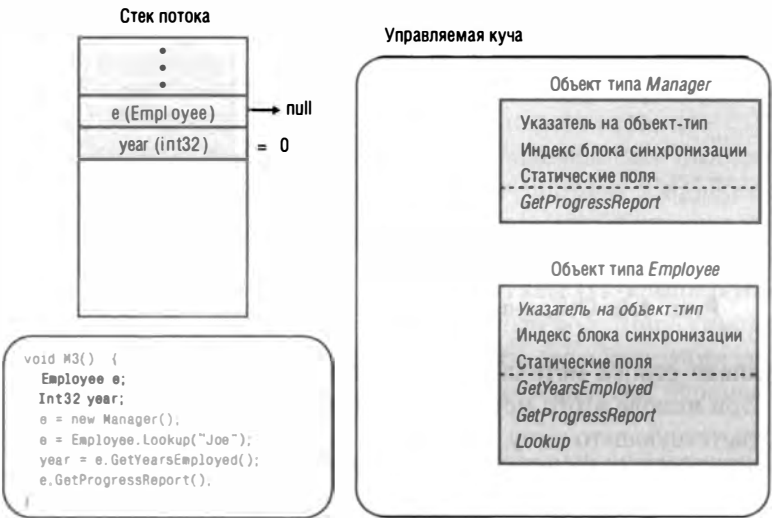 Стек потока
e (Employee)
null
year (int32)
= 0
void M3() {
Employee e;
Int32 year;
e = new Manager();
e = Employee.Lookup("Joe");
year = e.GetYearsEmployed();
e.GetProgressReport();
}
Управляемая куча
Объект типа Manager
Указатель на объект-тип
Индекс блока синхронизации
Статические поля
GetProgressReport
Объект типа Employee
Указатель на объект-тип
Индекс блока синхронизации
Статические поля
GetYearsEmployed
GetProgressReport
Lookup